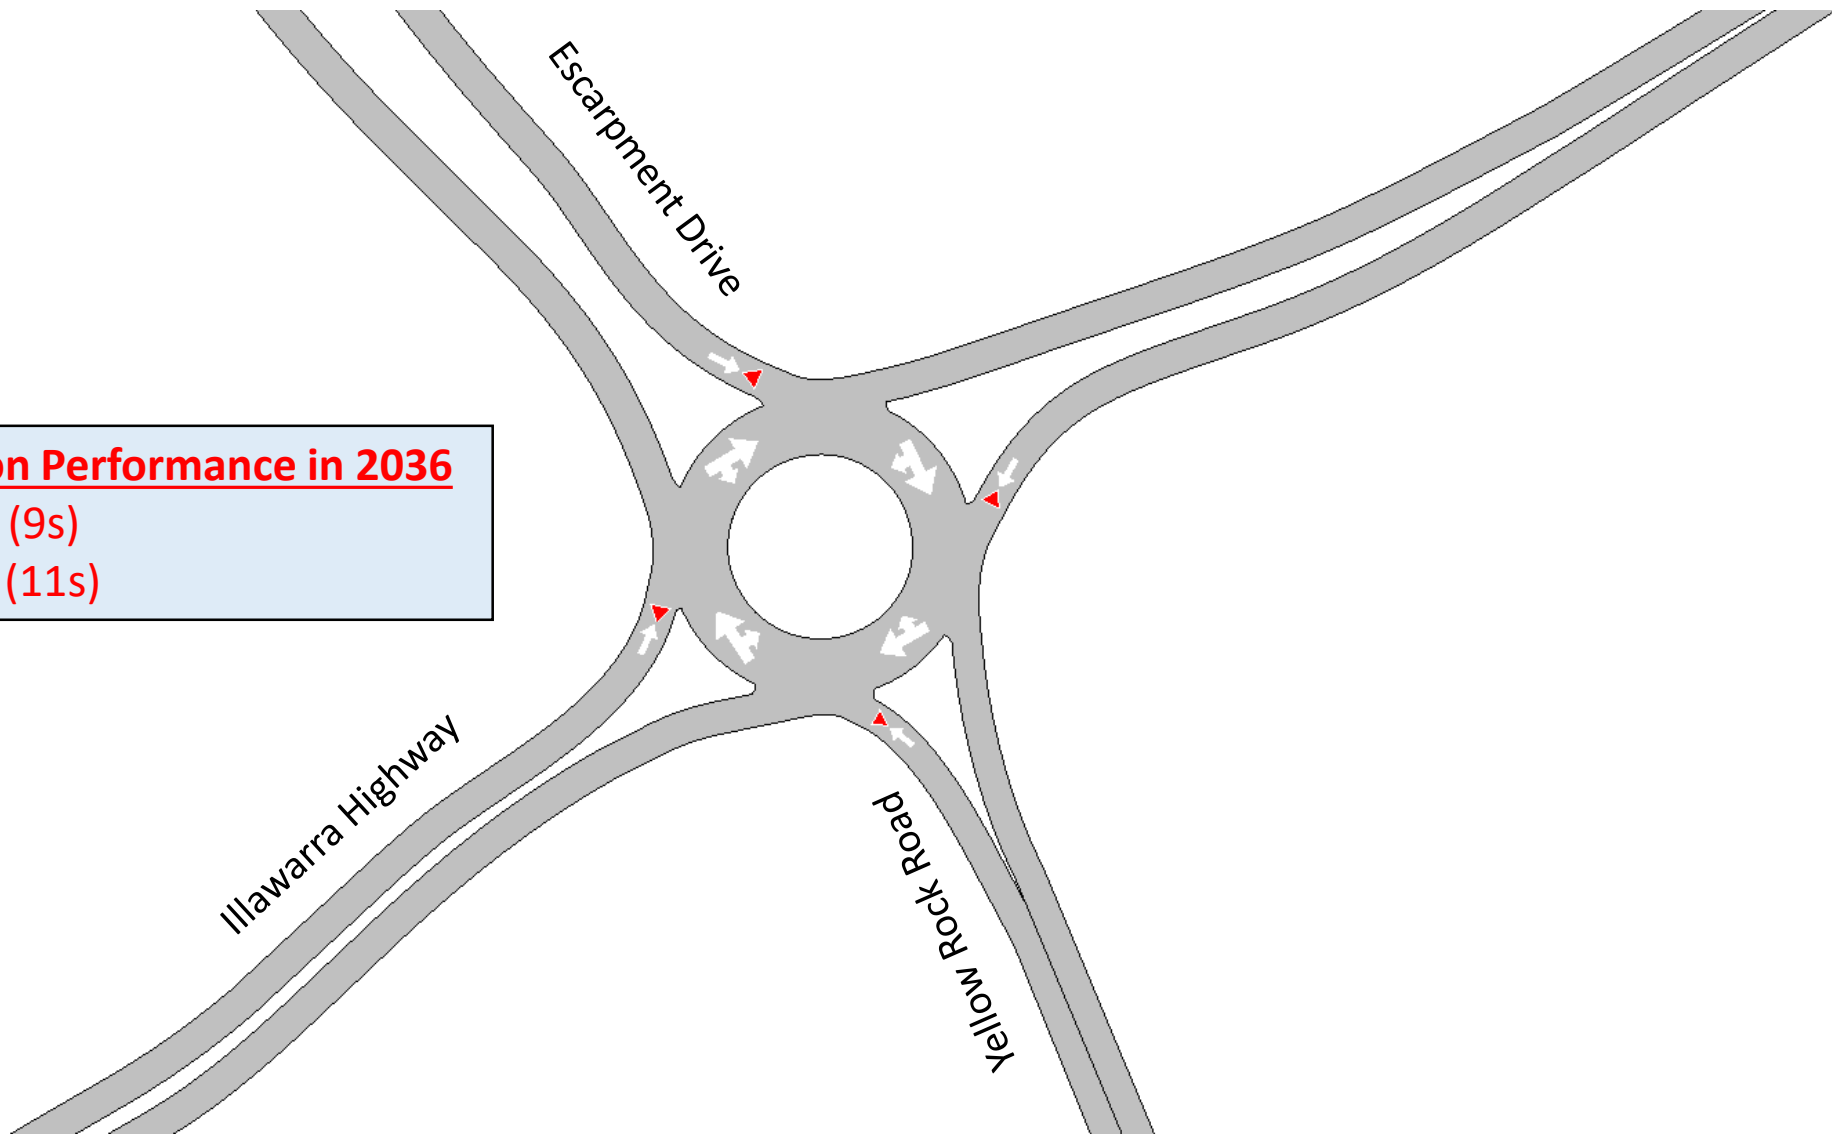 Escarpment Drive
on Performance in 2036
(9s)
(11s)
Illawarra Highway
Yellow Rock Road